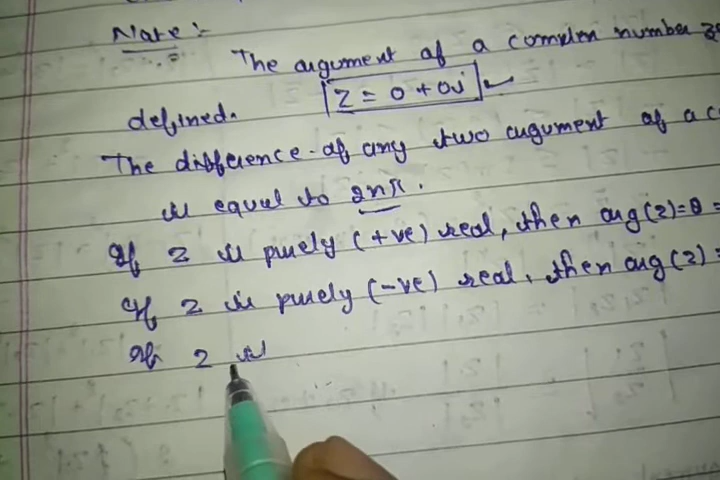 Note :-
The argument of a complex number
defined. Z = 0 + 0i
The difference of any two argument of a
is equal to 2nπ.
If z is purely (+ve) real, then arg(z)=θ =
If z is purely (-ve) real, then arg(z) =
If z is